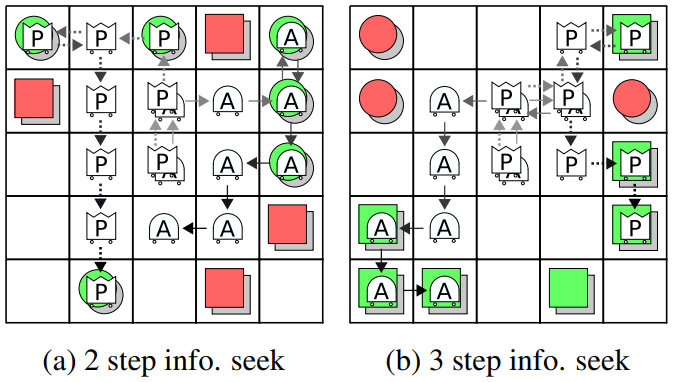 P P P A
P P A A
P P A A
P A A
P
(a) 2 step info. seek
P P
A P P
A P P P
A A P
A A
(b) 3 step info. seek